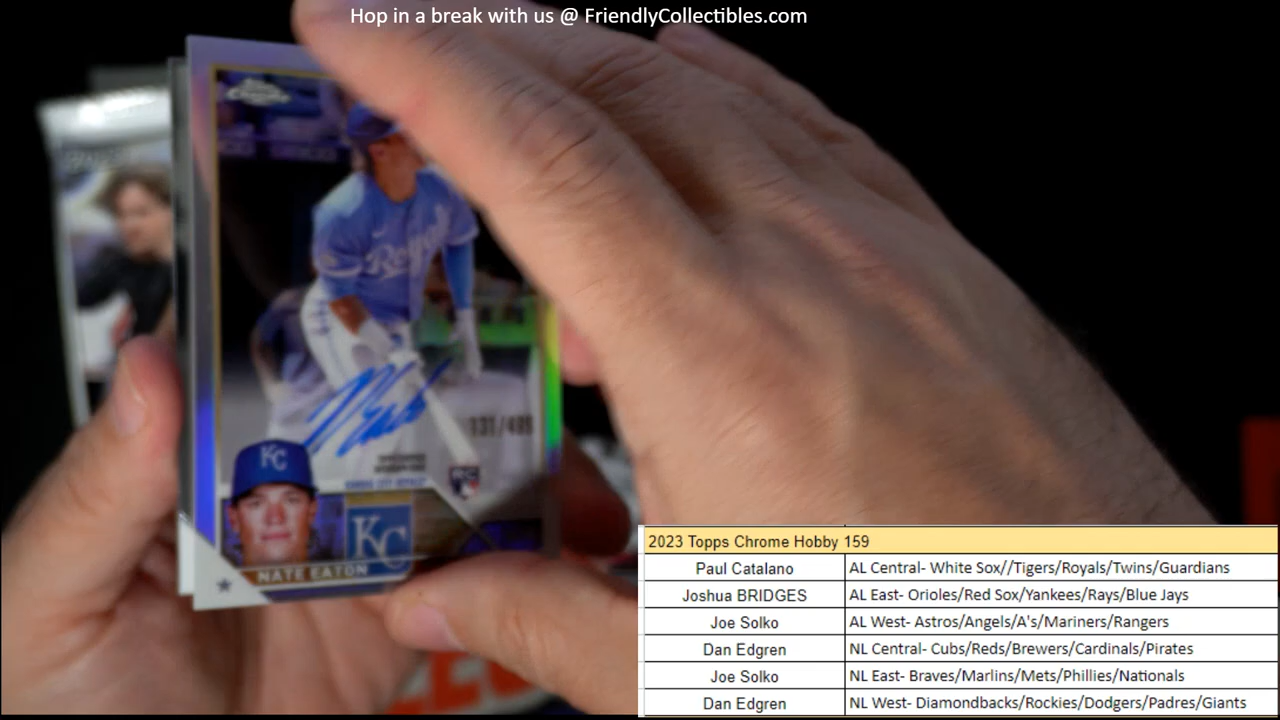 Hop in a break with us @ FriendlyCollectibles.com
Royals
KC
KC
NATE EATON
2023 Topps Chrome Hobby 159
Paul Catalano AL Central- White Sox//Tigers/Royals/Twins/Guardians
Joshua BRIDGES AL East- Orioles/Red Sox/Yankees/Rays/Blue Jays
Joe Solko AL West- Astros/Angels/A's/Mariners/Rangers
Dan Edgren NL Central- Cubs/Reds/Brewers/Cardinals/Pirates
Joe Solko NL East- Braves/Marlins/Mets/Phillies/Nationals
Dan Edgren NL West- Diamondbacks/Rockies/Dodgers/Padres/Giants